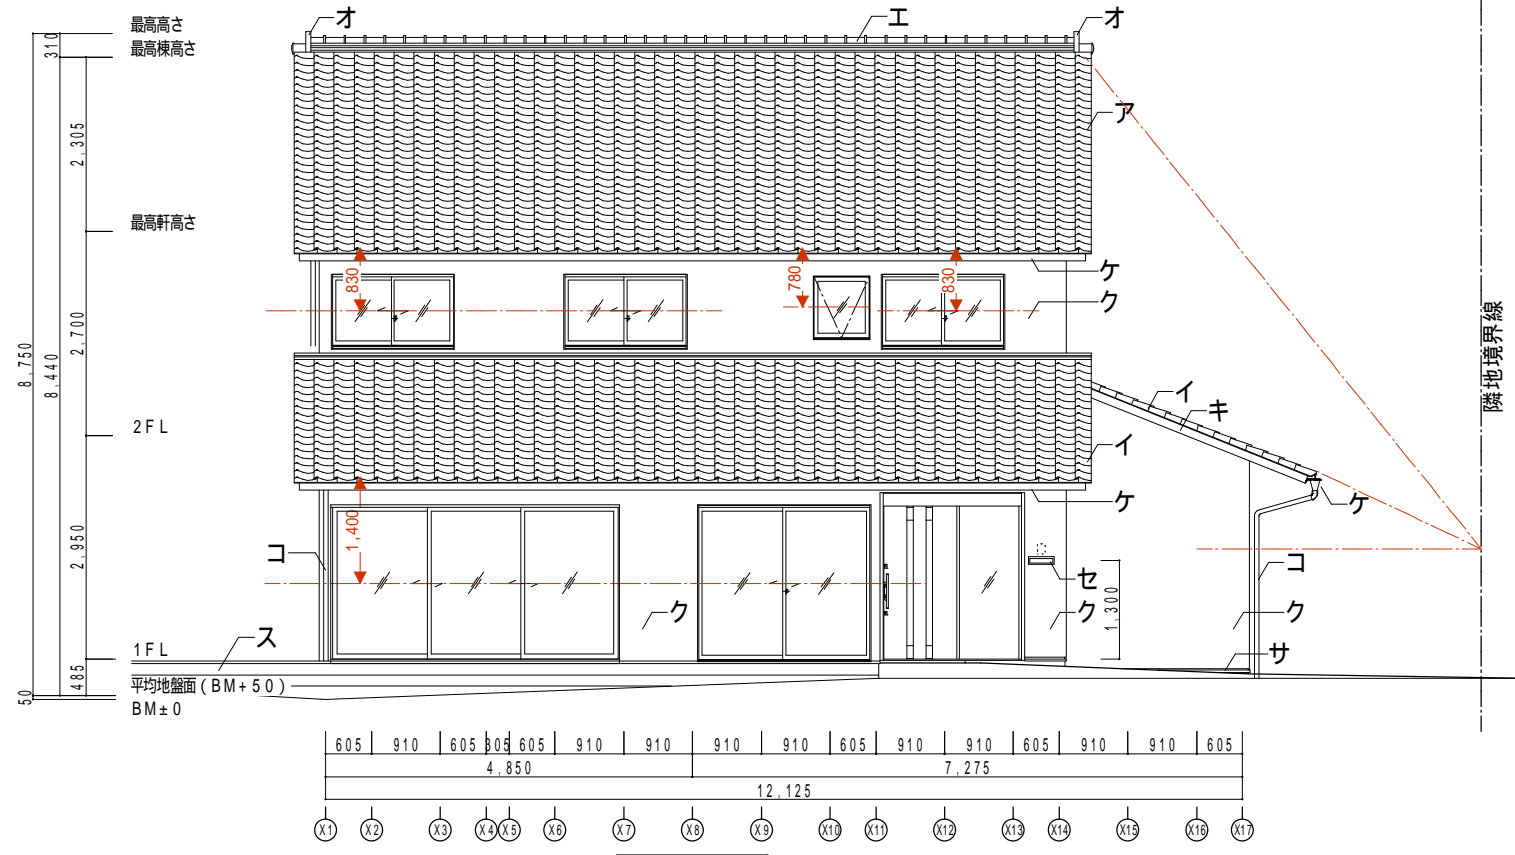 最高高さ
最高棟高さ
最高軒高さ
2FL
1FL
平均地盤面(BM+50)
BM±0
310
2,305
2,700
2,950
485
8,440
8,750
50
オ
エ
オ
ア
ケ
ク
イ
キ
イ
ケ
ケ
コ
コ
セ
ク
ク
ク
サ
ス
830
780
830
1,400
1,300
隣地境界線
605 910 605 305 605 910 910 910 910 605 910 910 605 910 910 605
4,850 7,275
12,125
X1 X2 X3 X4 X5 X6 X7 X8 X9 X10 X11 X12 X13 X14 X15 X16 X17